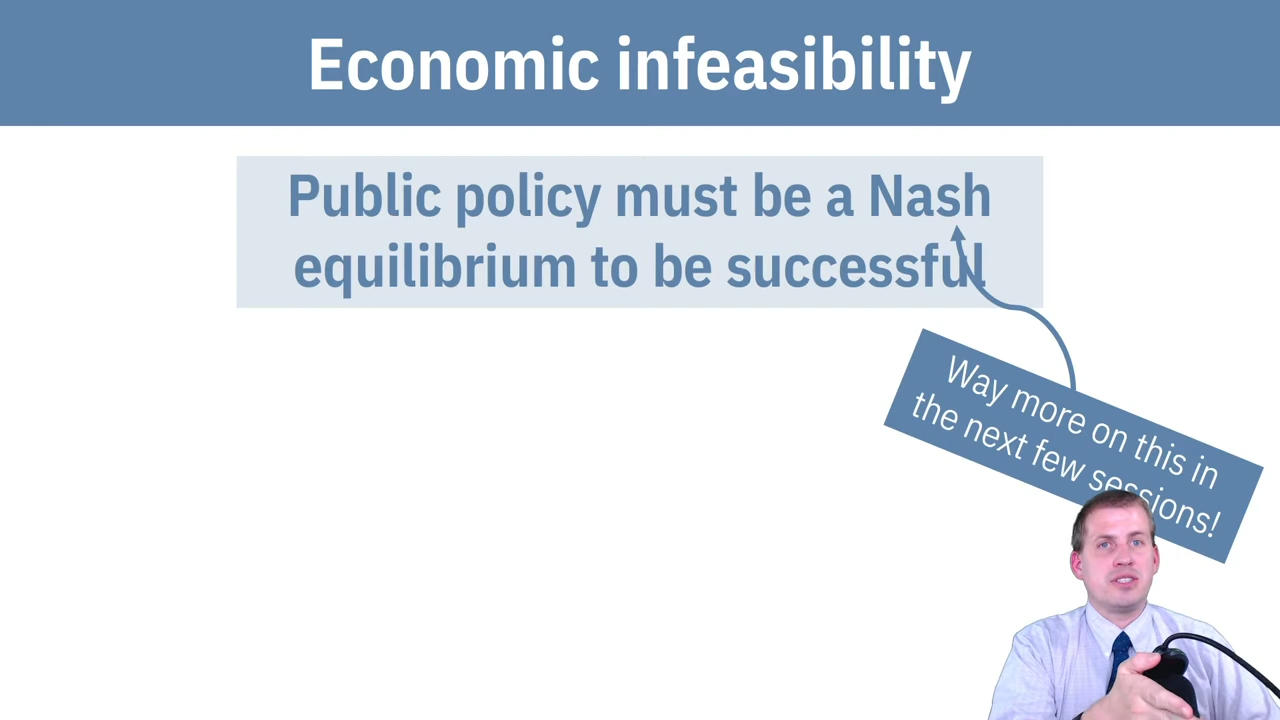 Economic infeasibility
Public policy must be a Nash
equilibrium to be successful
Way more on this in
the next few sessions!